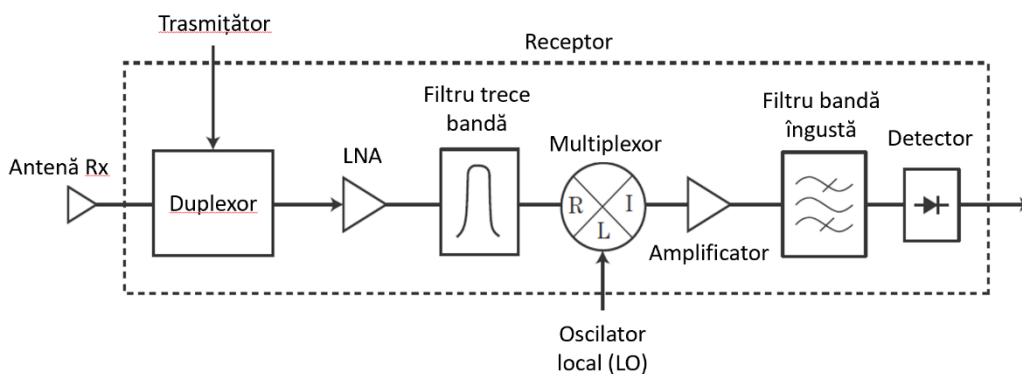 Trasmițător
Receptor
Antenă Rx
Duplexor
LNA
Filtru trece
bandă
Multiplexor
R
I
L
Oscilator
local (LO)
Amplificator
Filtru bandă
îngustă
Detector